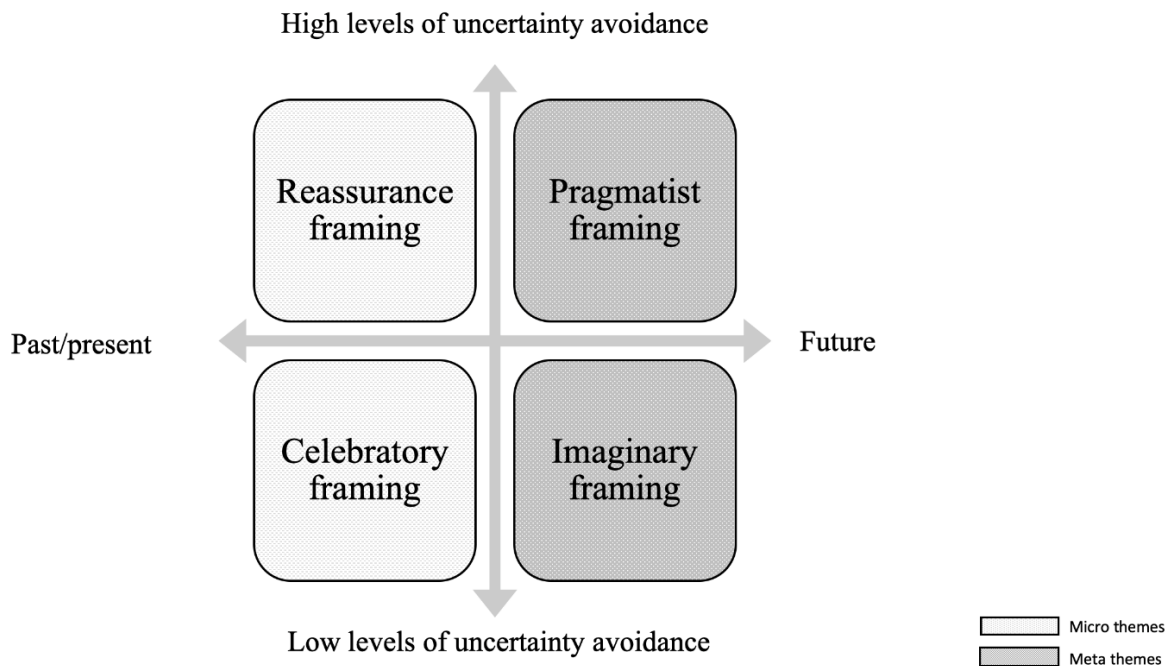 High levels of uncertainty avoidance
Reassurance
framing
Pragmatist
framing
Past/present
Future
Celebratory
framing
Imaginary
framing
Low levels of uncertainty avoidance
Micro themes
Meta themes